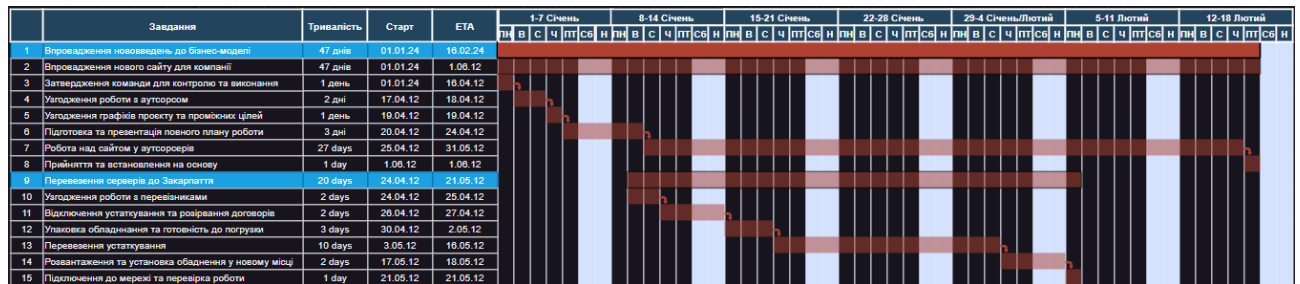 Завдання Тривалість Старт ETA 1-7 Січень 8-14 Січень 15-21 Січень 22-28 Січень 29-4 Січень/Лютий 5-11 Лютий 12-18 Лютий
ПН В С Ч ПТ Сб Н ПН В С Ч ПТ Сб Н ПН В С Ч ПТ Сб Н ПН В С Ч ПТ Сб Н ПН В С Ч ПТ Сб Н ПН В С Ч ПТ Сб Н ПН В С Ч ПТ Сб Н
1 Впровадження нововведень до бізнес-моделі 47 днів 01.01.24 16.02.24
2 Впровадження нового сайту для компанії 47 днів 01.01.24 1.06.12
3 Затвердження команди для контролю та виконання 1 день 01.01.24 16.04.12
4 Узгодження роботи з аутсорсом 2 дні 17.04.12 18.04.12
5 Узгодження графіків проєкту та проміжних цілей 1 день 19.04.12 19.04.12
6 Підготовка та презентація повного плану роботи 3 дні 20.04.12 24.04.12
7 Робота над сайтом у аутсорсерів 27 days 25.04.12 31.05.12
8 Прийняття та встановлення на основу 1 day 1.06.12 1.06.12
9 Перевезення серверів до Закарпаття 20 days 24.04.12 21.05.12
10 Узгодження роботи з перевізниками 2 days 24.04.12 25.04.12
11 Відключення устаткування та розірвання договорів 2 days 26.04.12 27.04.12
12 Упаковка обладннання та готовність до погрузки 3 days 30.04.12 2.05.12
13 Перевезення устаткування 10 days 3.05.12 16.05.12
14 Розвантаження та установка обаднення у новому місці 2 days 17.05.12 18.05.12
15 Підключення до мережі та перевірка роботи 1 day 21.05.12 21.05.12